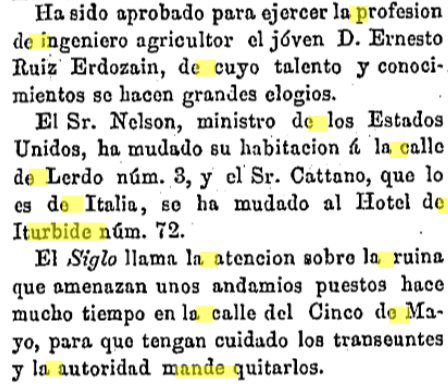 Ha sido aprobado para ejercer la profesion
de ingeniero agricultor el jóven D. Ernesto
Ruiz Erdozain, de cuyo talento y conoci-
mientos se hacen grandes elogios.
El Sr. Nelson, ministro de los Estados
Unidos, ha mudado su habitacion á la calle
de Lerdo núm. 3, y el Sr. Cattano, que lo
es de Italia, se ha mudado al Hotel de
Iturbide núm. 72.
El Siglo llama la atencion sobre la ruina
que amenazan unos andamios puestos hace
mucho tiempo en la calle del Cinco de Ma-
yo, para que tengan cuidado los transeuntes
y la autoridad mande quitarlos.